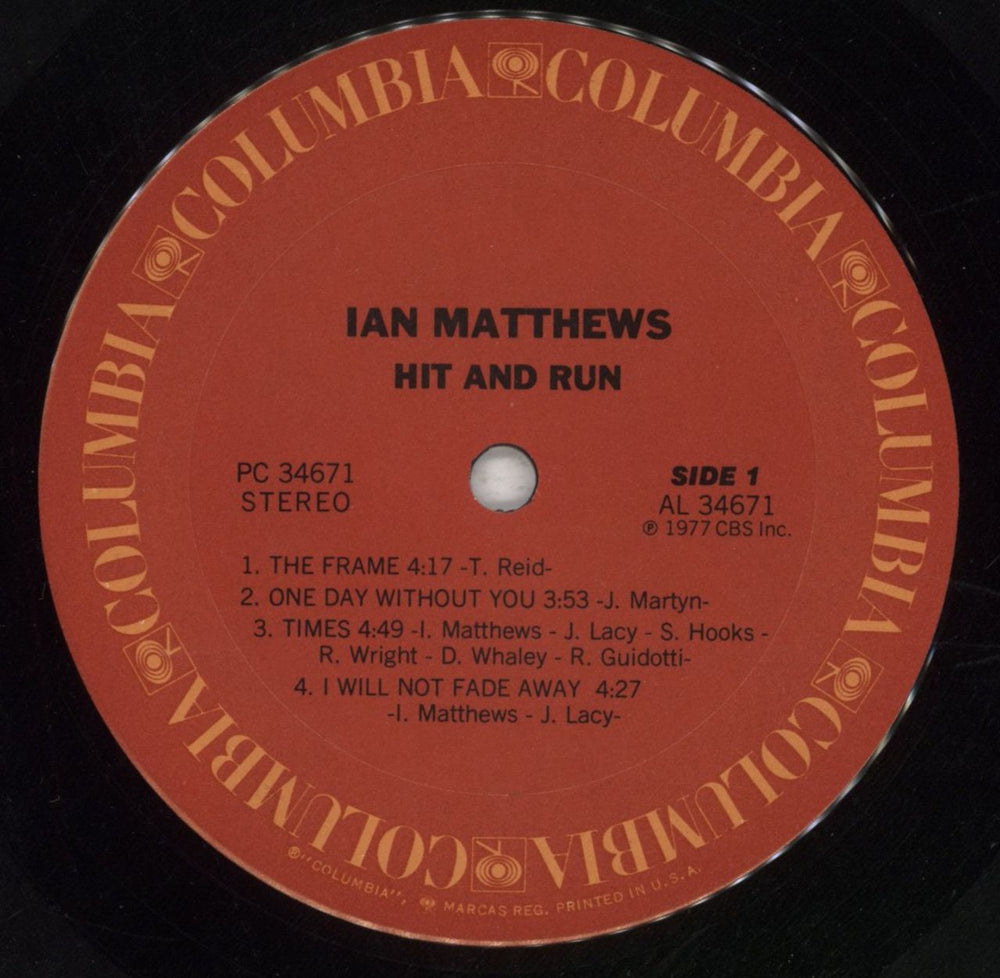 COLUMBIA COLUMBIA COLUMBIA COLUMBIA COLUMBIA COLUMBIA
IAN MATTHEWS
HIT AND RUN
PC 34671
STEREO
SIDE 1
AL 34671
℗ 1977 CBS Inc.
1. THE FRAME 4:17 -T. Reid-
2. ONE DAY WITHOUT YOU 3:53 -J. Martyn-
3. TIMES 4:49 -I. Matthews - J. Lacy - S. Hooks -
R. Wright - D. Whaley - R. Guidotti-
4. I WILL NOT FADE AWAY 4:27
-I. Matthews - J. Lacy-
℗"COLUMBIA", MARCAS REG. PRINTED IN U.S.A.